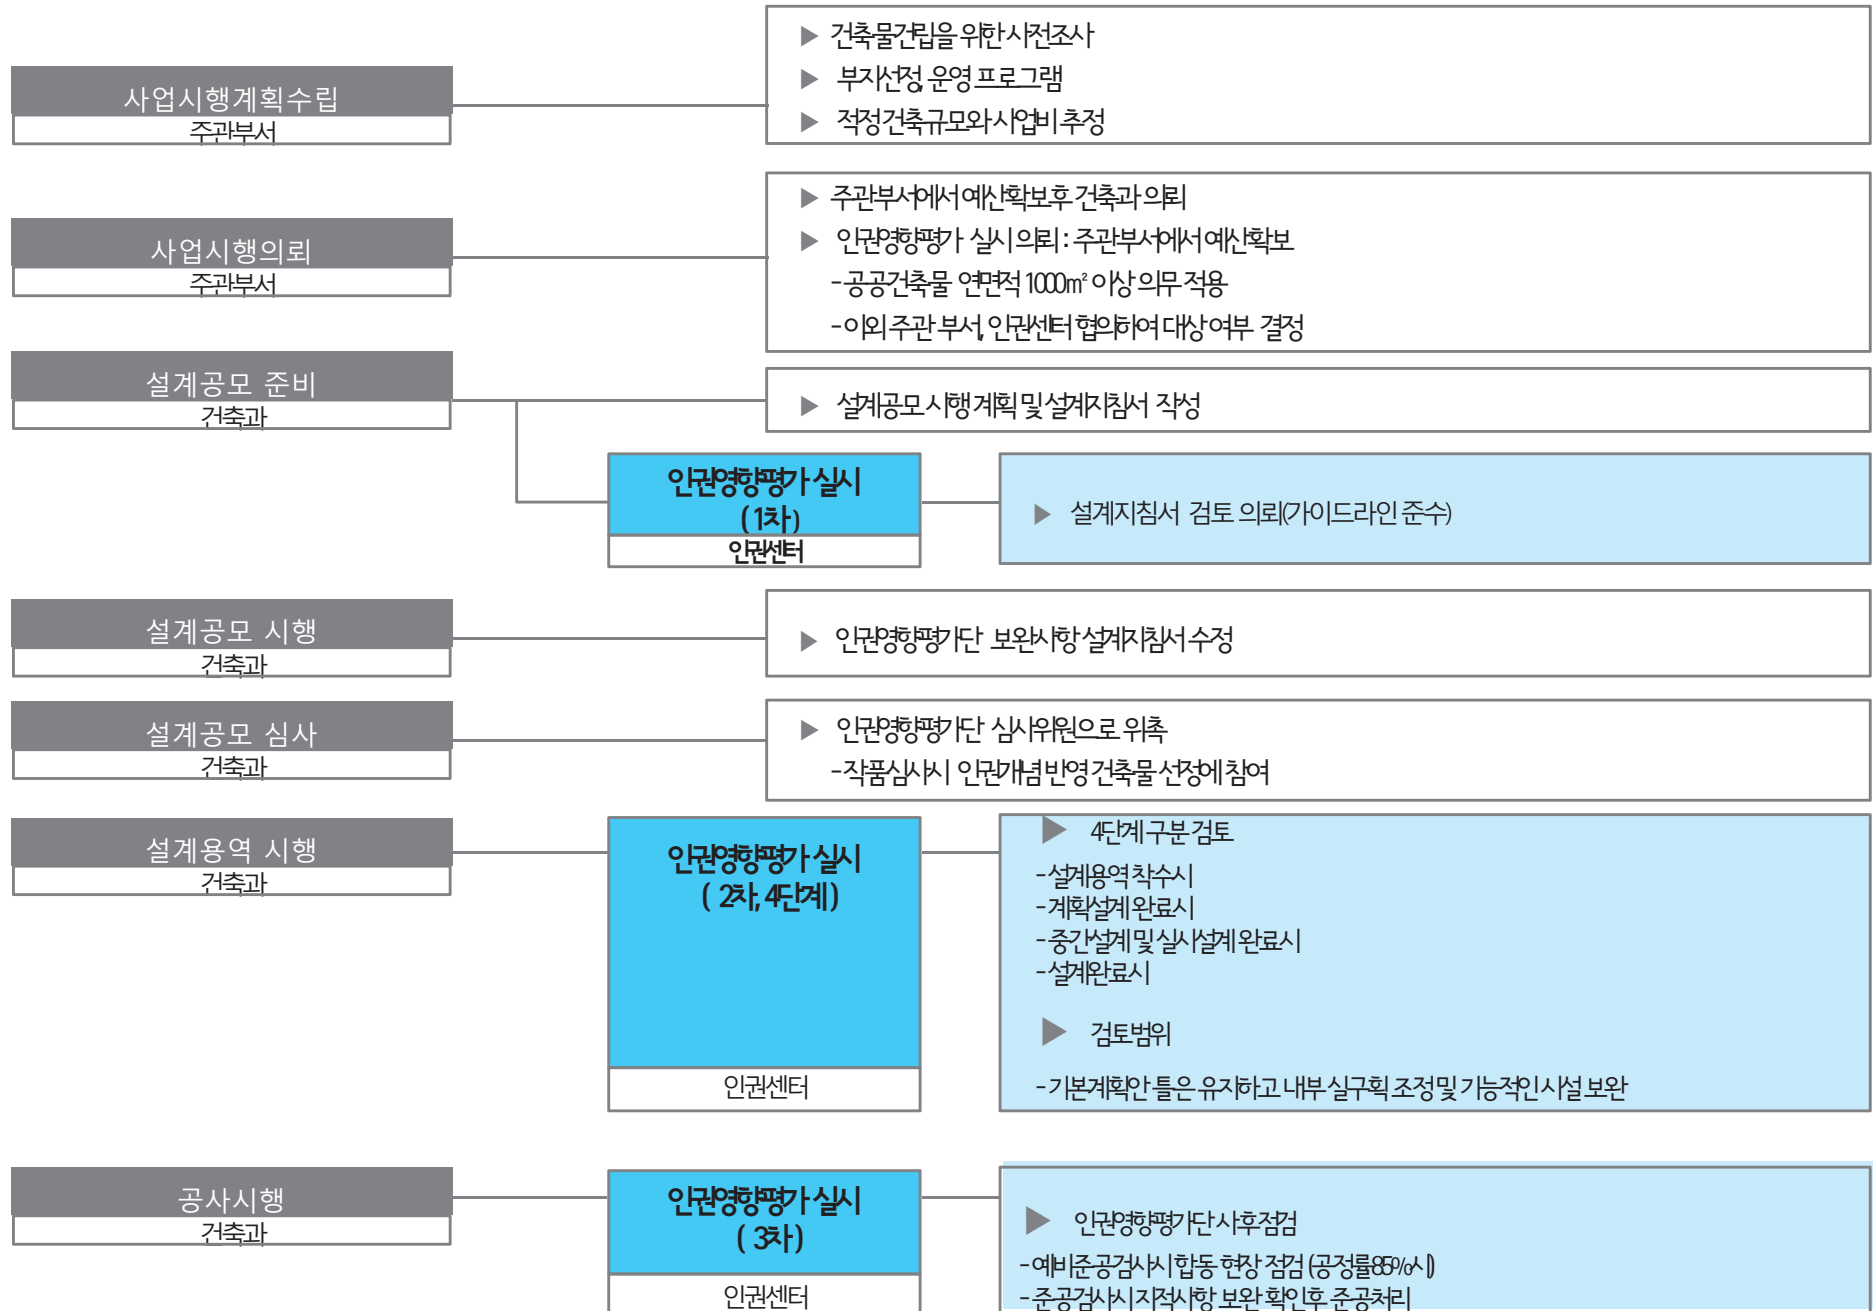 사업시행계획수립
주관부서
▶ 건축물건립을 위한 사전조사
▶ 부지선정, 운영 프로그램
▶ 적정 건축규모와 사업비 추정
사업시행의뢰
주관부서
▶ 주관부서에서 예산확보후 건축과 의뢰
▶ 인권영향평가 실시 의뢰 : 주관부서에서 예산확보
- 공공건축물 연면적 1000㎡ 이상 의무 적용
- 이외 주관 부서, 인권센터 협의하여 대상 여부 결정
설계공모 준비
건축과
▶ 설계공모 시행 계획 및 설계지침서 작성
인권영향평가 실시
( 1차 )
인권센터
▶ 설계지침서 검토 의뢰(가이드라인 준수)
설계공모 시행
건축과
▶ 인권영향평가단 보완사항 설계지침서 수정
설계공모 심사
건축과
▶ 인권영향평가단 심사위원으로 위촉
- 작품심사시 인권개념 반영 건축물 선정에 참여
설계용역 시행
건축과
인권영향평가 실시
( 2차, 4단계 )
인권센터
▶ 4단계 구분 검토
- 설계용역 착수시
- 계획설계 완료시
- 중간설계 및 실시설계 완료시
- 설계완료시
▶ 검토범위
- 기본계획안 틀은 유지하고 내부 실구획 조정 및 기능적인 시설 보완
공사시행
건축과
인권영향평가 실시
( 3차 )
인권센터
▶ 인권영향평가단 사후점검
- 예비준공검사시 합동 현장 점검 (공정률85%시)
- 준공검사시 지적사항 보완 확인후 준공처리